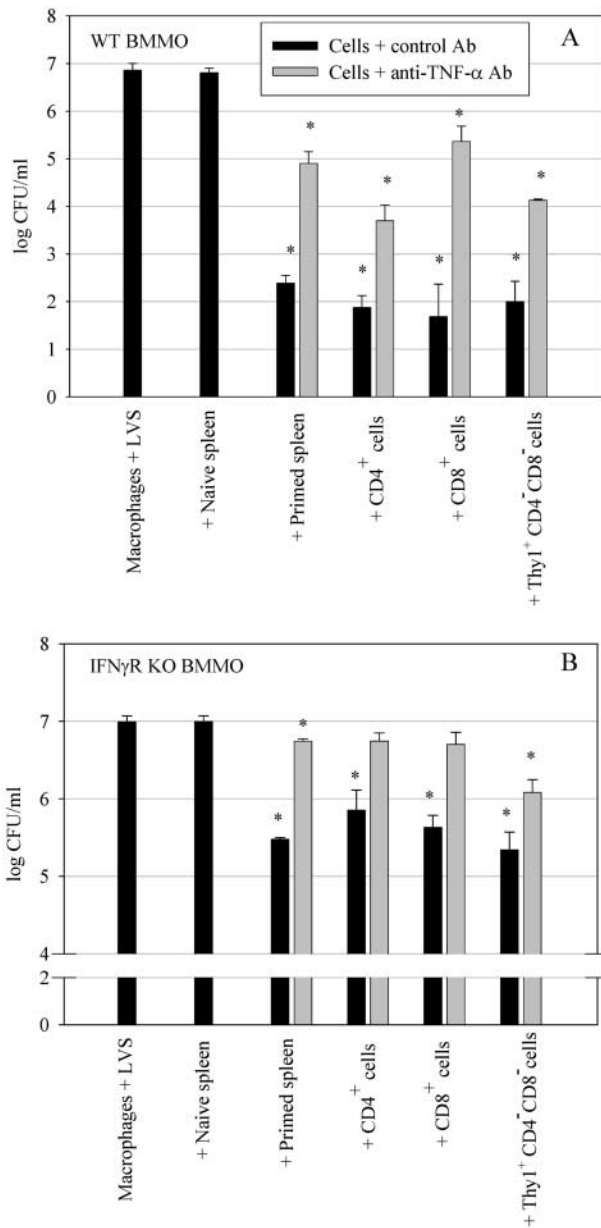 WT BMMO
A
Cells + control Ab
Cells + anti-TNF-α Ab
log CFU/ml
8
7
6
5
4
3
2
1
0
*
*
*
*
*
*
*
*
Macrophages + LVS
+ Naive spleen
+ Primed spleen
+ CD4⁺ cells
+ CD8⁺ cells
+ Thy1⁺ CD4⁻CD8⁻cells
IFNγR KO BMMO
B
log CFU/ml
8
7
6
5
4
2
0
*
*
*
*
*
*
Macrophages + LVS
+ Naive spleen
+ Primed spleen
+ CD4⁺ cells
+ CD8⁺ cells
+ Thy1⁺ CD4⁻CD8⁻cells